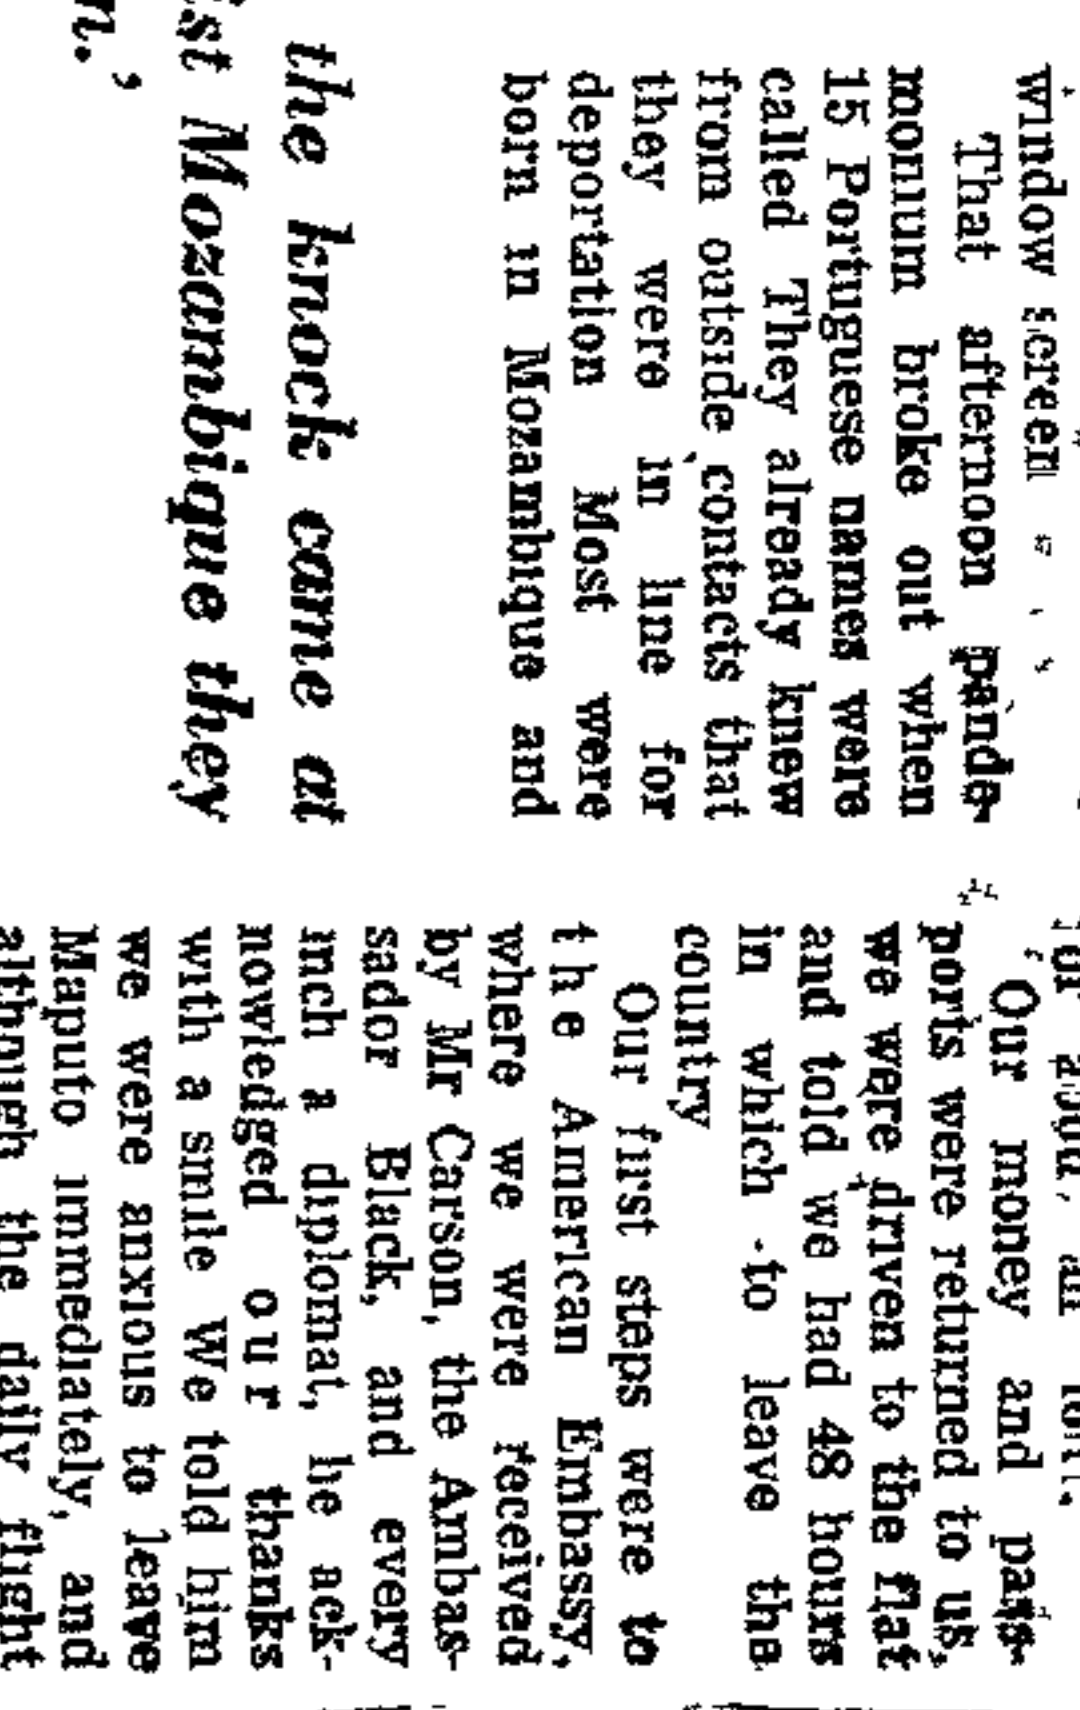 window screen
That afternoon pande-
monium broke out when
15 Portuguese names were
called They already knew
from outside contacts that
they were in line for
deportation Most were
born in Mozambique and
the knock came at
Mozambique they
Our money and pass-
ports were returned to us,
we were driven to the flat
and told we had 48 hours
in which to leave the
country
Our first steps were to
the American Embassy,
where we were received
by Mr Carson, the Ambas-
sador Black, and every
inch a diplomat, he ack-
nowledged our thanks
with a smile We told him
we were anxious to leave
Maputo immediately, and
although the daily flight